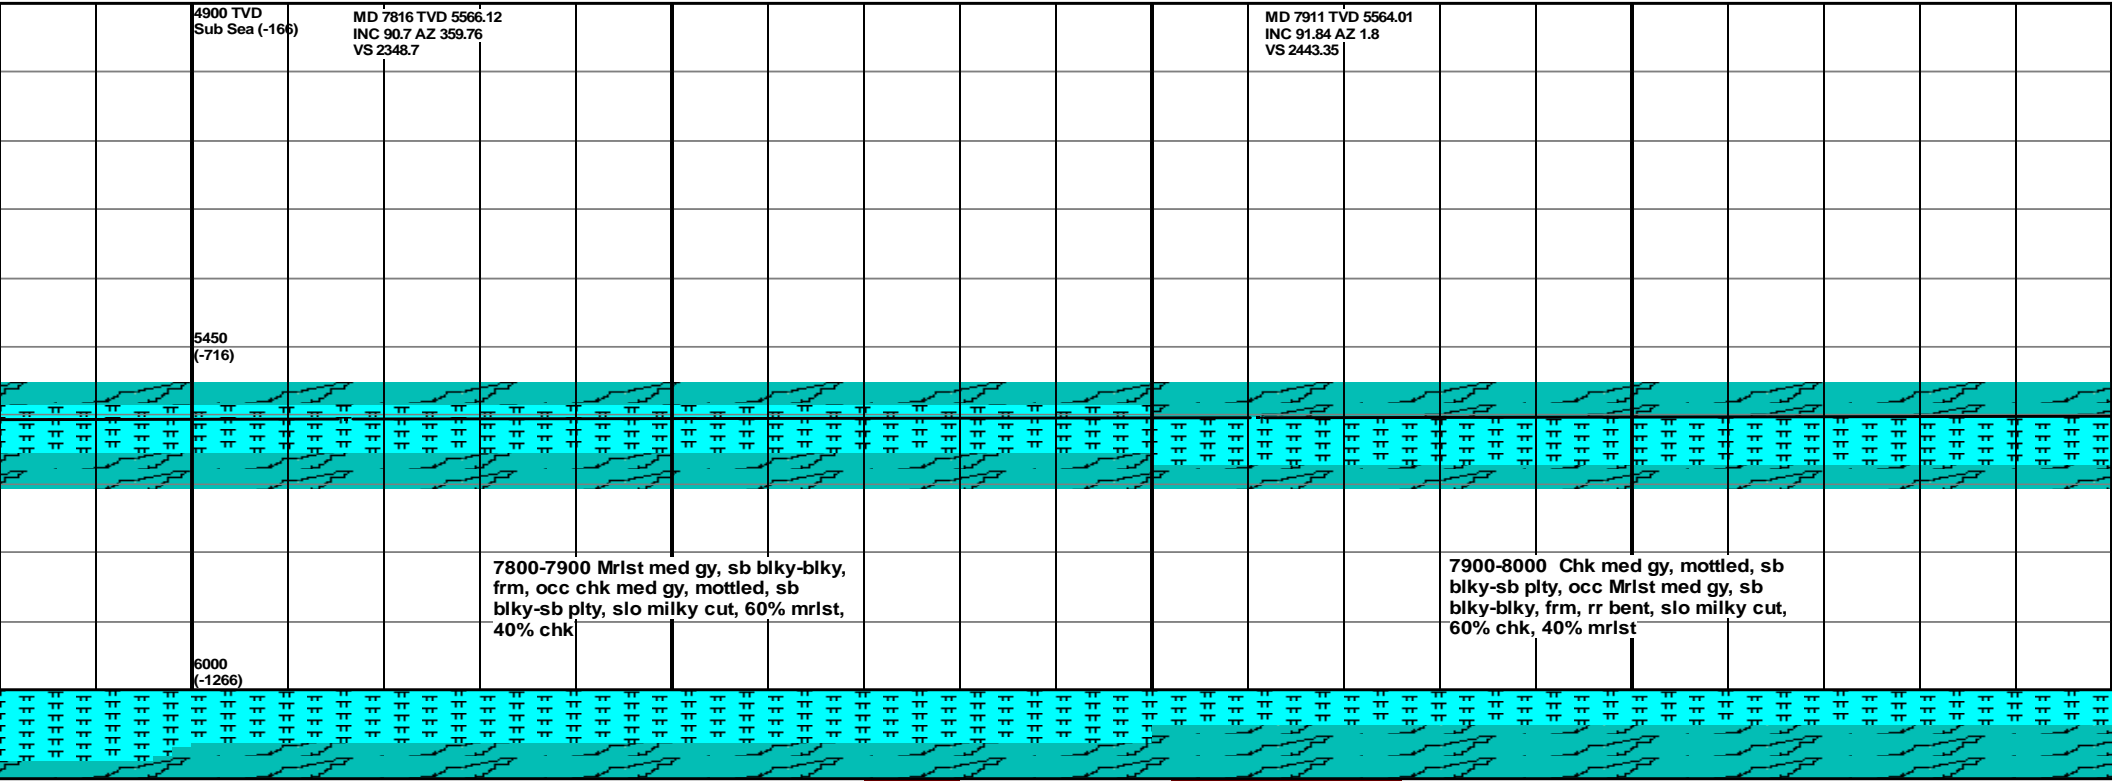 4900 TVD
Sub Sea (-166)
MD 7816 TVD 5566.12
INC 90.7 AZ 359.76
VS 2348.7
MD 7911 TVD 5564.01
INC 91.84 AZ 1.8
VS 2443.35
5450
(-716)
7800-7900 Mrlst med gy, sb blky-blky,
frm, occ chk med gy, mottled, sb
blky-sb plty, slo milky cut, 60% mrlst,
40% chk
7900-8000 Chk med gy, mottled, sb
blky-sb plty, occ Mrlst med gy, sb
blky-blky, frm, rr bent, slo milky cut,
60% chk, 40% mrlst
6000
(-1266)